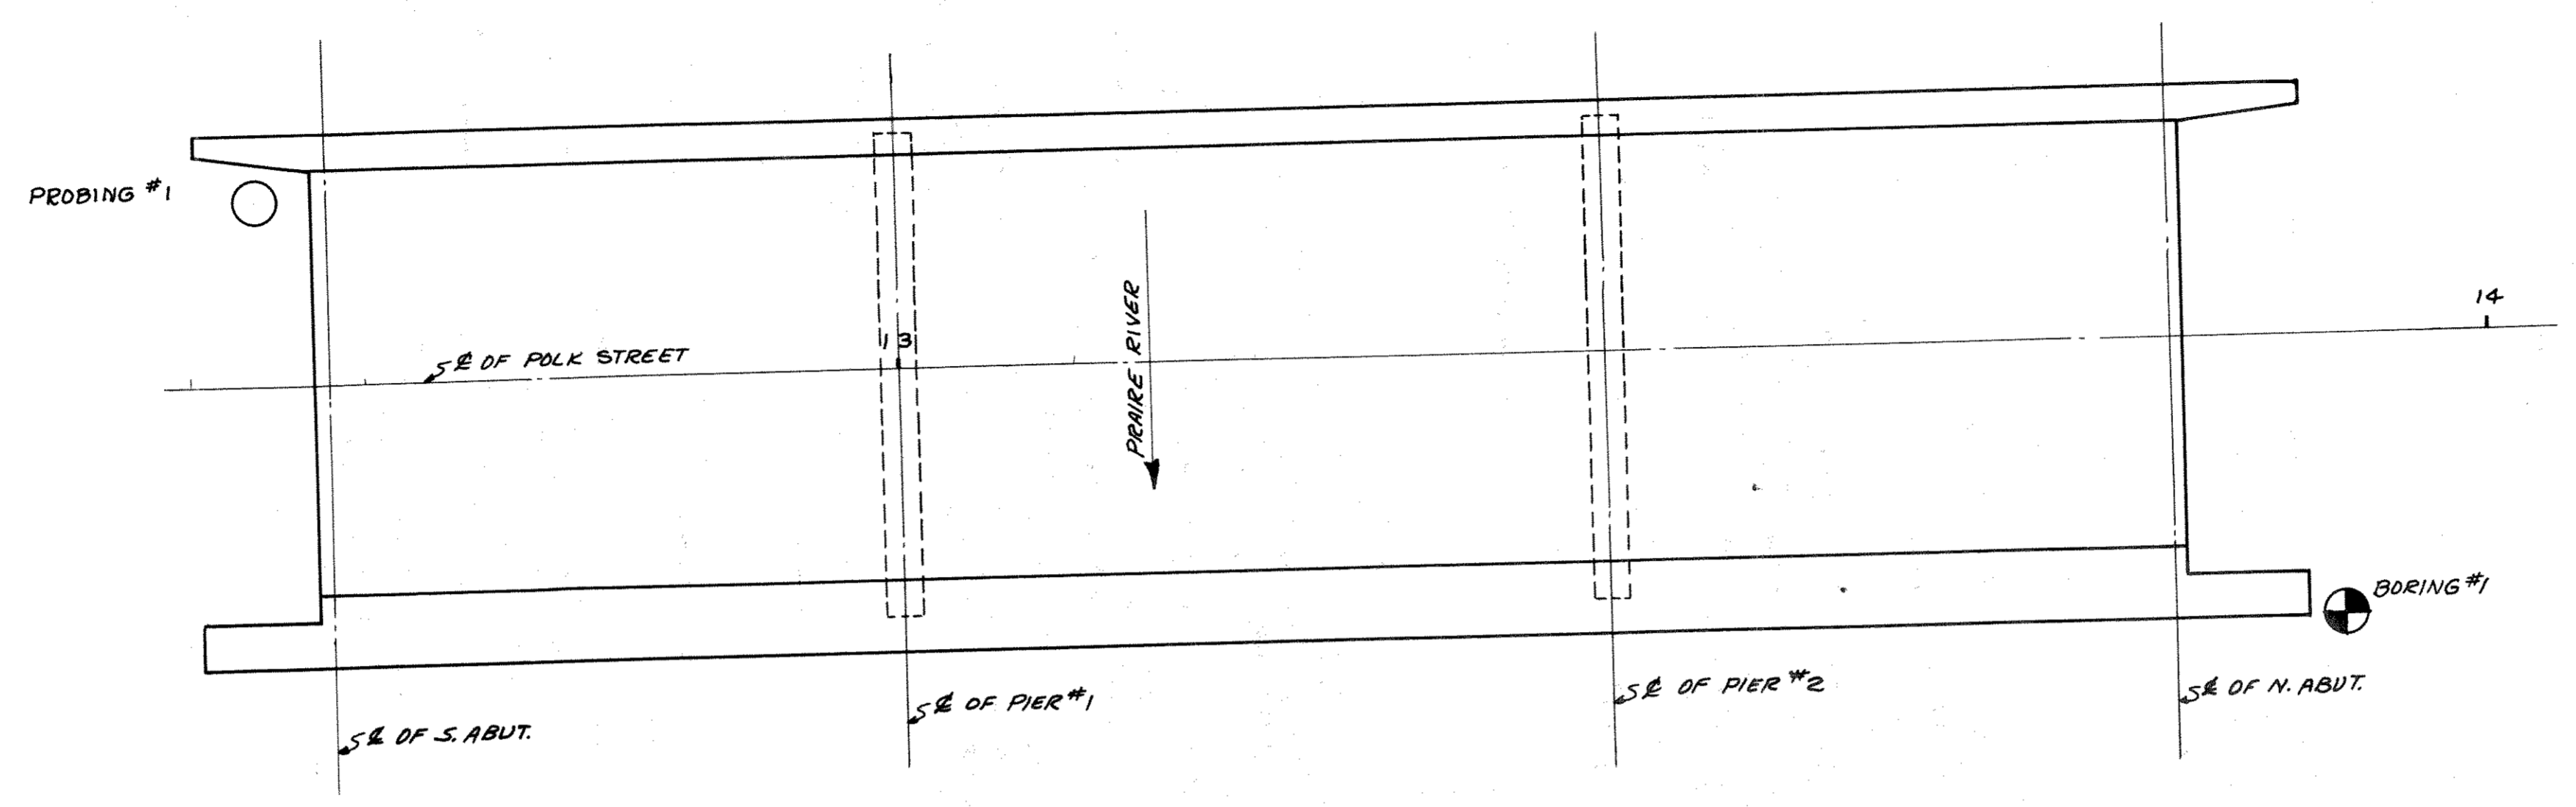 PROBING #1
℄ OF POLK STREET
13
PRAIRE RIVER
14
BORING #1
℄ OF S. ABUT.
℄ OF PIER #1
℄ OF PIER #2
℄ OF N. ABUT.